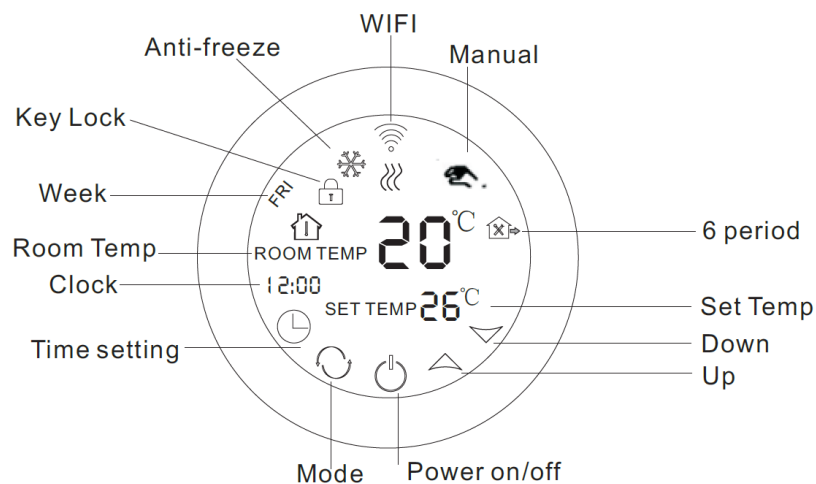 WIFI
Anti-freeze
Manual
Key Lock
Week
FRI
20℃
Room Temp
ROOM TEMP
6 period
Clock
12:00
SET TEMP 26℃
Set Temp
Time setting
Down
Up
Mode
Power on/off